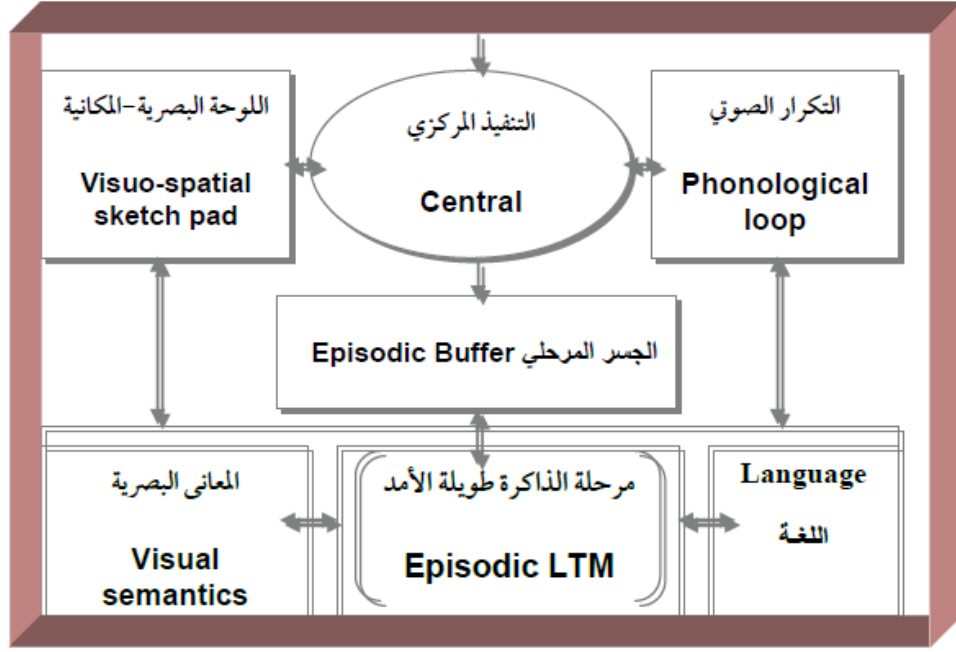 اللوحة البصرية-المكانية
Visuo-spatial
sketch pad
التنفيذ المركزي
Central
التكرار الصوتي
Phonological
loop
الجسر المرحلي Episodic Buffer
المعانى البصرية
Visual
semantics
مرحلة الذاكرة طويلة الأمد
Episodic LTM
Language
اللغة